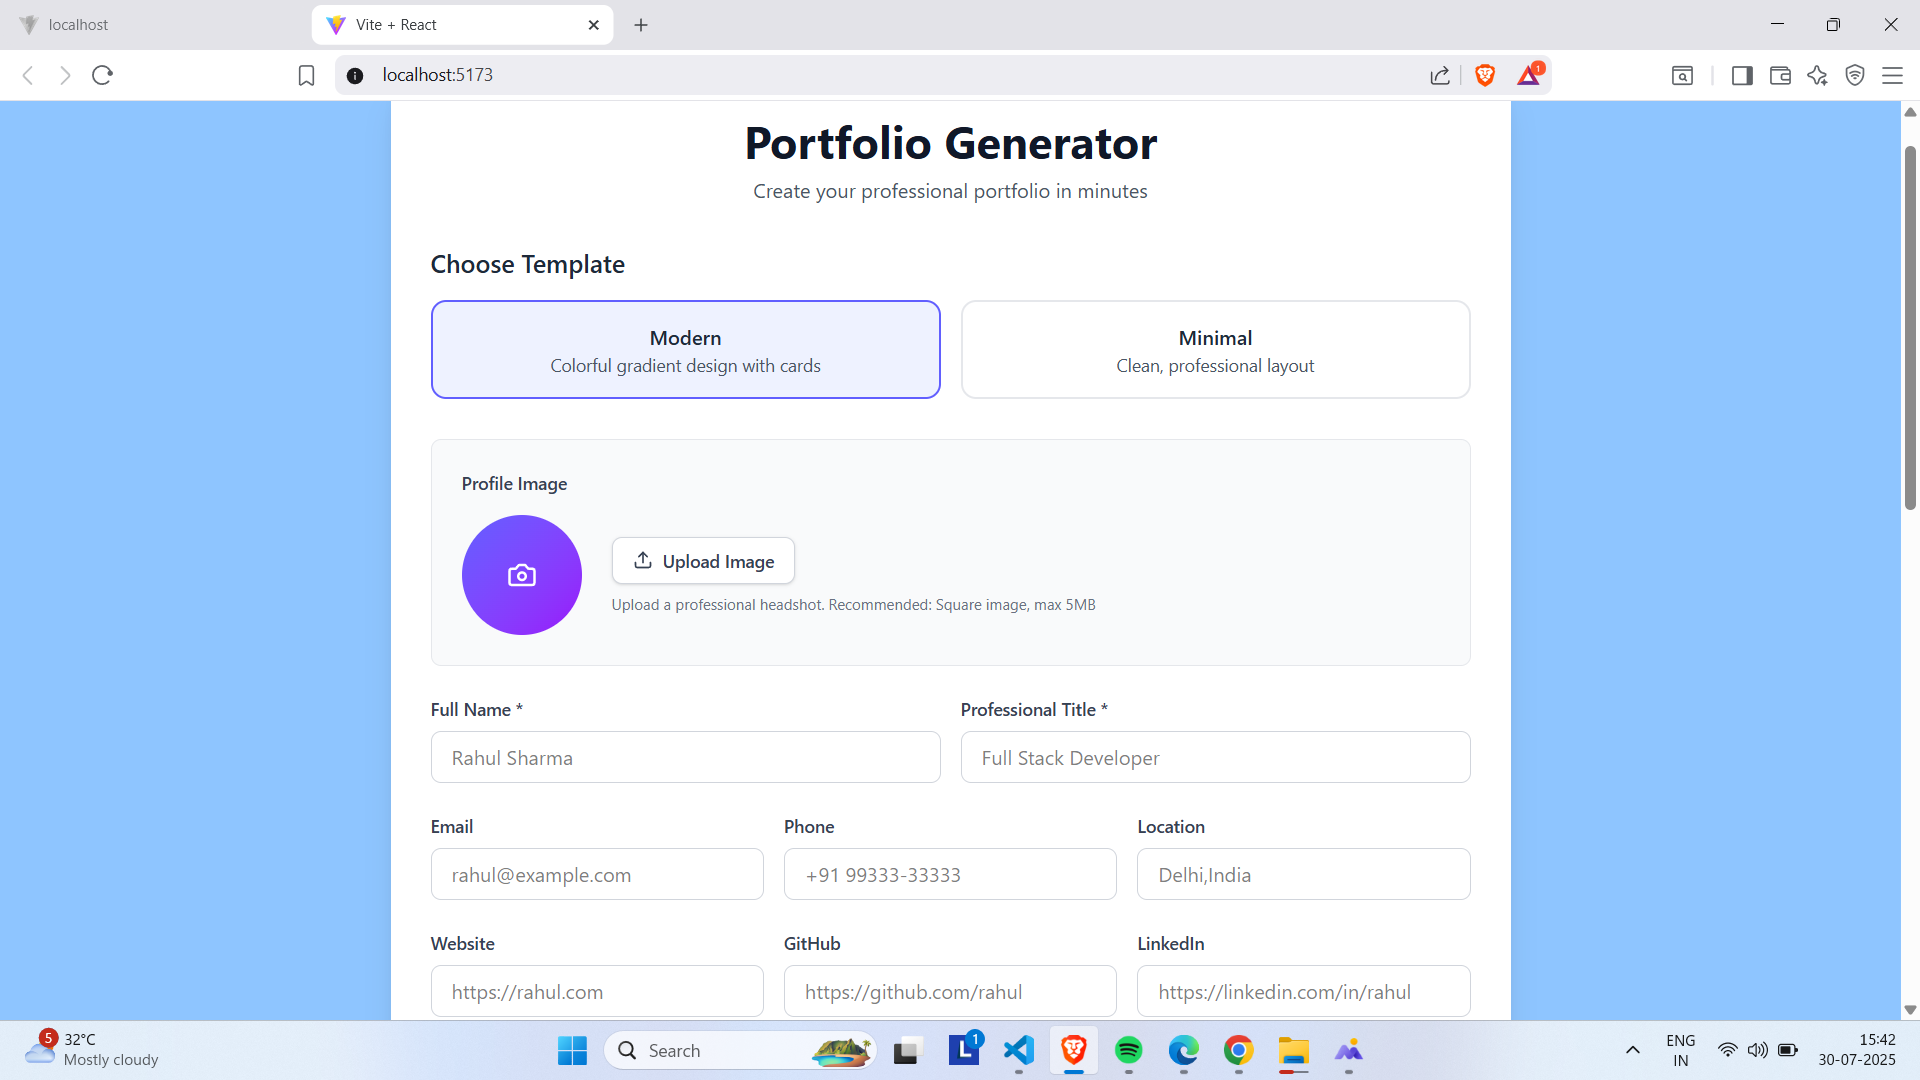 localhost
Vite + React
localhost:5173
1
Portfolio Generator
Create your professional portfolio in minutes
Choose Template
Modern
Colorful gradient design with cards
Minimal
Clean, professional layout
Profile Image
Upload Image
Upload a professional headshot. Recommended: Square image, max 5MB
Full Name *
Professional Title *
Rahul Sharma
Full Stack Developer
Email
Phone
Location
rahul@example.com
+91 99333-33333
Delhi,India
Website
GitHub
LinkedIn
https://rahul.com
https://github.com/rahul
https://linkedin.com/in/rahul
5
32°C
Mostly cloudy
Search
L
1
ENG
IN
15:42
30-07-2025